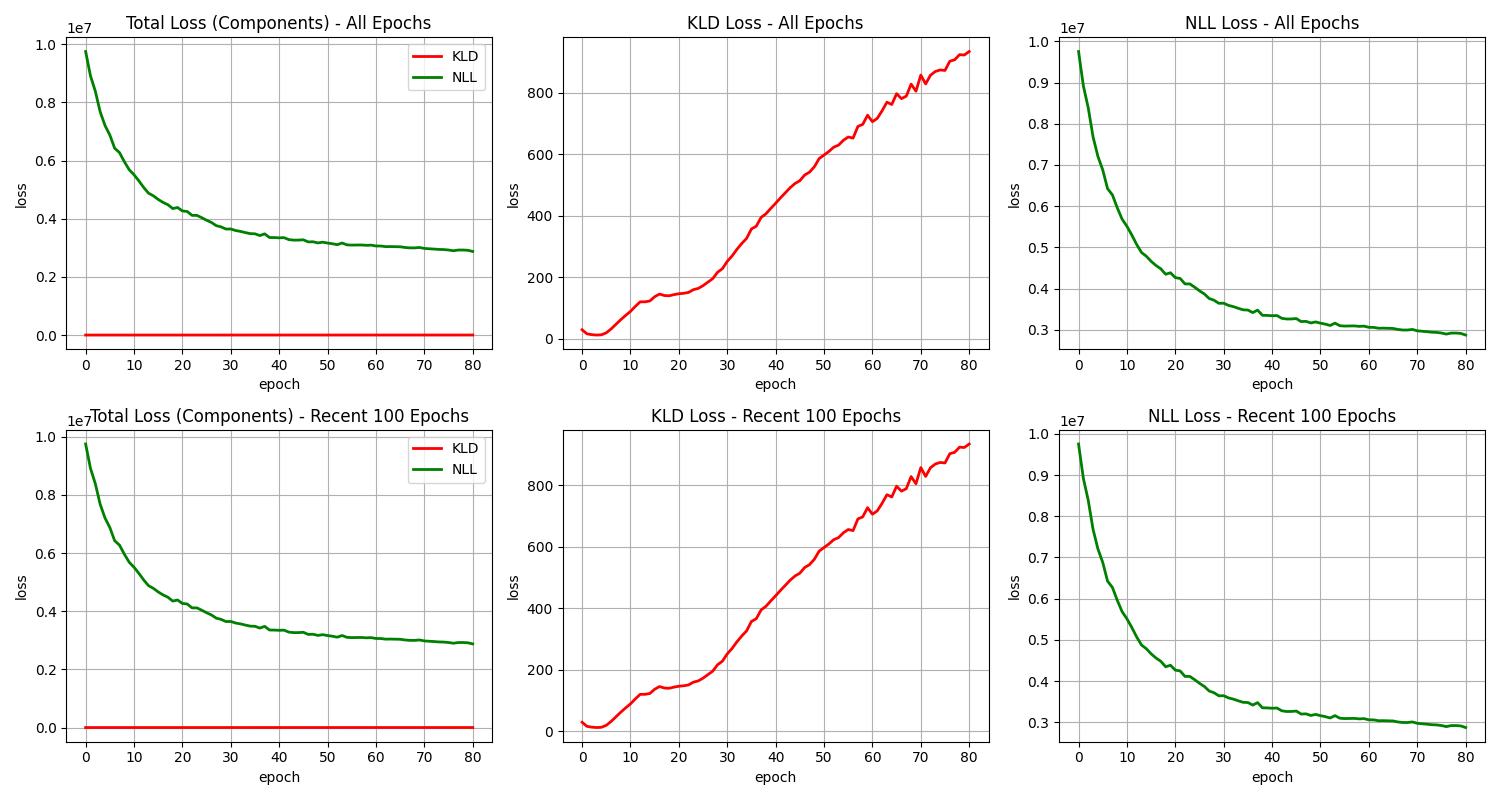 Total Loss (Components) - All Epochs
1e7
1.0
0.8
0.6
0.4
0.2
0.0
loss
0 10 20 30 40 50 60 70 80
epoch
KLD
NLL
KLD Loss - All Epochs
800
600
400
200
0
loss
0 10 20 30 40 50 60 70 80
epoch
NLL Loss - All Epochs
1e7
1.0
0.9
0.8
0.7
0.6
0.5
0.4
0.3
loss
0 10 20 30 40 50 60 70 80
epoch
Total Loss (Components) - Recent 100 Epochs
1e7
1.0
0.8
0.6
0.4
0.2
0.0
loss
0 10 20 30 40 50 60 70 80
epoch
KLD
NLL
KLD Loss - Recent 100 Epochs
800
600
400
200
0
loss
0 10 20 30 40 50 60 70 80
epoch
NLL Loss - Recent 100 Epochs
1e7
1.0
0.9
0.8
0.7
0.6
0.5
0.4
0.3
loss
0 10 20 30 40 50 60 70 80
epoch